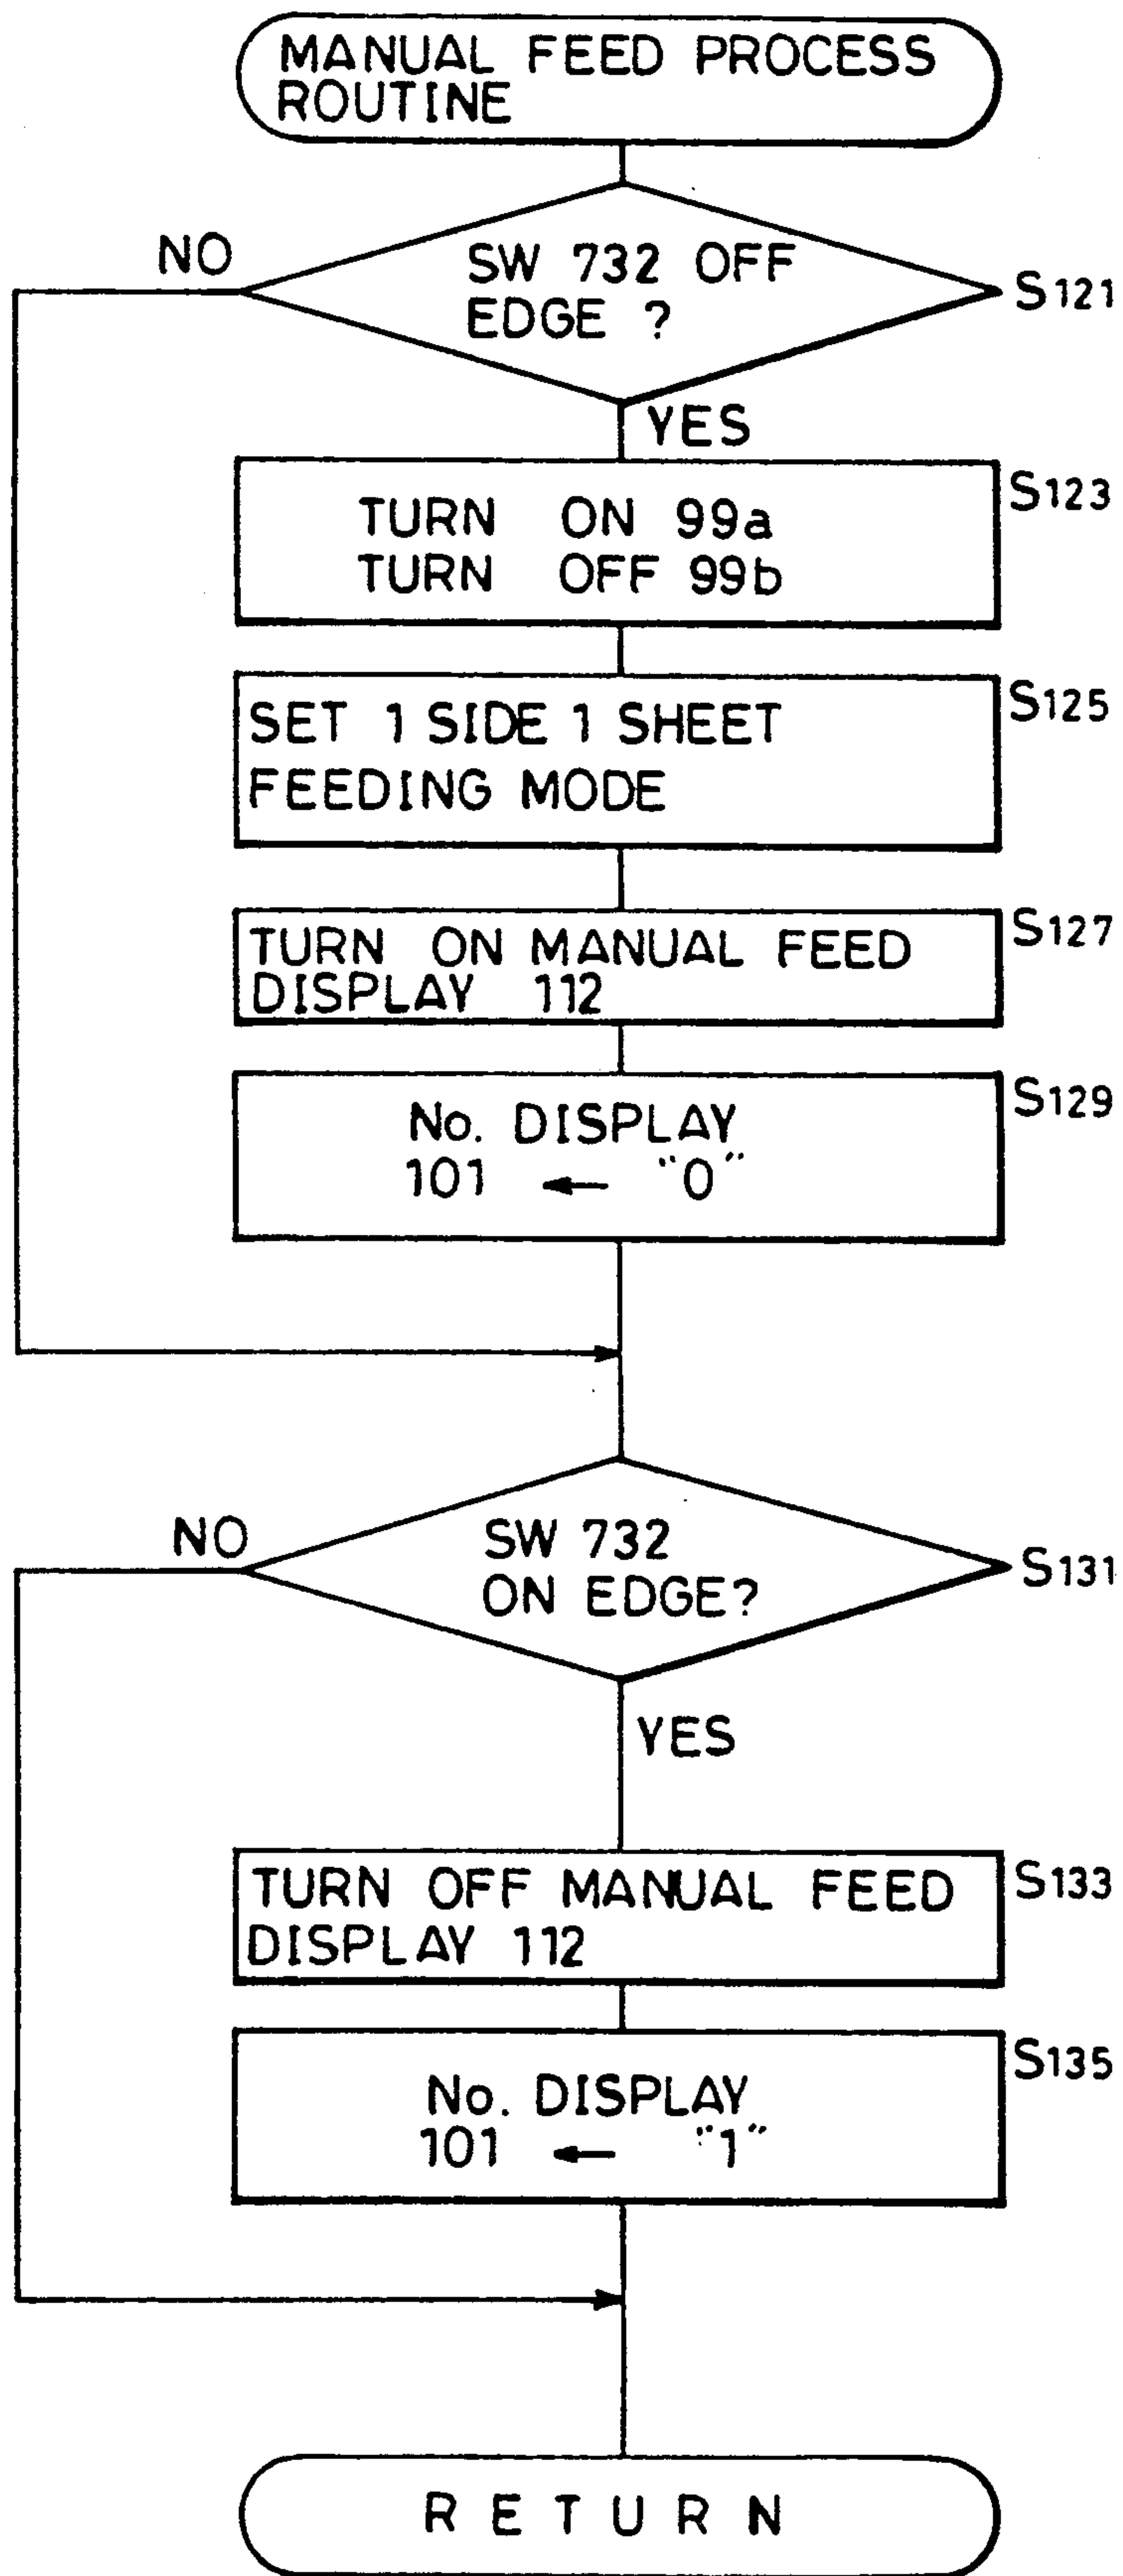 MANUAL FEED PROCESS
ROUTINE
NO
SW 732 OFF
EDGE ?
S121
YES
TURN ON 99a
TURN OFF 99b
S123
SET 1 SIDE 1 SHEET
FEEDING MODE
S125
TURN ON MANUAL FEED
DISPLAY 112
S127
No. DISPLAY
101 ← "0"
S129
NO
SW 732
ON EDGE?
S131
YES
TURN OFF MANUAL FEED
DISPLAY 112
S133
No. DISPLAY
101 ← "1"
S135
RETURN